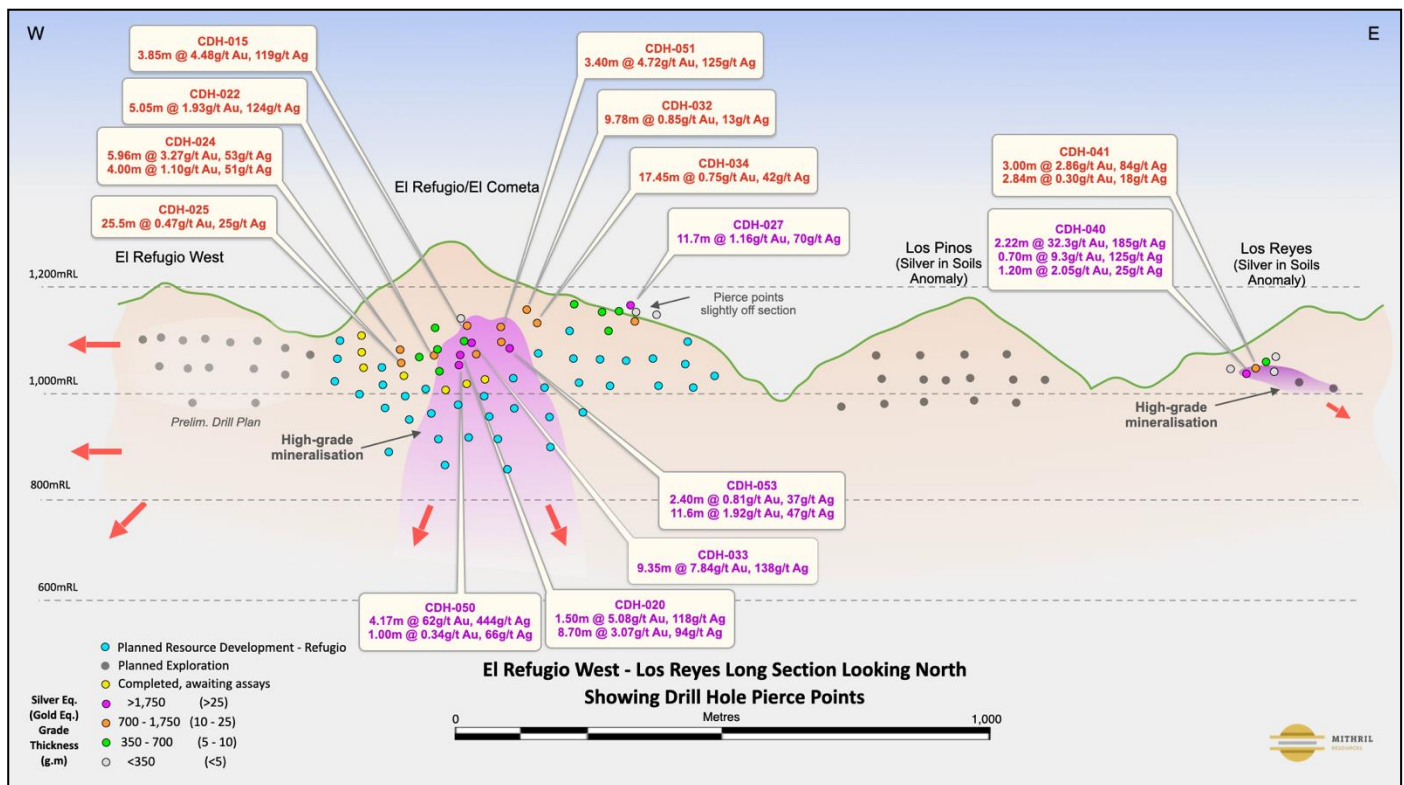 W
E
CDH-015
3.85m @ 4.48g/t Au, 119g/t Ag
CDH-051
3.40m @ 4.72g/t Au, 125g/t Ag
CDH-022
5.05m @ 1.93g/t Au, 124g/t Ag
CDH-032
9.78m @ 0.85g/t Au, 13g/t Ag
CDH-024
5.96m @ 3.27g/t Au, 53g/t Ag
4.00m @ 1.10g/t Au, 51g/t Ag
CDH-034
17.45m @ 0.75g/t Au, 42g/t Ag
CDH-041
3.00m @ 2.86g/t Au, 84g/t Ag
2.84m @ 0.30g/t Au, 18g/t Ag
El Refugio/El Cometa
CDH-025
25.5m @ 0.47g/t Au, 25g/t Ag
CDH-027
11.7m @ 1.16g/t Au, 70g/t Ag
CDH-040
2.22m @ 32.3g/t Au, 185g/t Ag
0.70m @ 9.3g/t Au, 125g/t Ag
1.20m @ 2.05g/t Au, 25g/t Ag
El Refugio West
Los Pinos
(Silver in Soils
Anomaly)
Los Reyes
(Silver in Soils
Anomaly)
1,200mRL
Pierce points
slightly off section
1,000mRL
Prelim. Drill Plan
High-grade
mineralisation
High-grade
mineralisation
800mRL
CDH-053
2.40m @ 0.81g/t Au, 37g/t Ag
11.6m @ 1.92g/t Au, 47g/t Ag
CDH-033
9.35m @ 7.84g/t Au, 138g/t Ag
600mRL
CDH-050
4.17m @ 62g/t Au, 444g/t Ag
1.00m @ 0.34g/t Au, 66g/t Ag
CDH-020
1.50m @ 5.08g/t Au, 118g/t Ag
8.70m @ 3.07g/t Au, 94g/t Ag
Planned Resource Development - Refugio
Planned Exploration
Completed, awaiting assays
Silver Eq.
(Gold Eq.)
Grade
Thickness
(g.m)
>1,750 (>25)
700 - 1,750 (10 - 25)
350 - 700 (5 - 10)
<350 (<5)
El Refugio West - Los Reyes Long Section Looking North
Showing Drill Hole Pierce Points
0 Metres 1,000
MITHRIL
RESOURCES